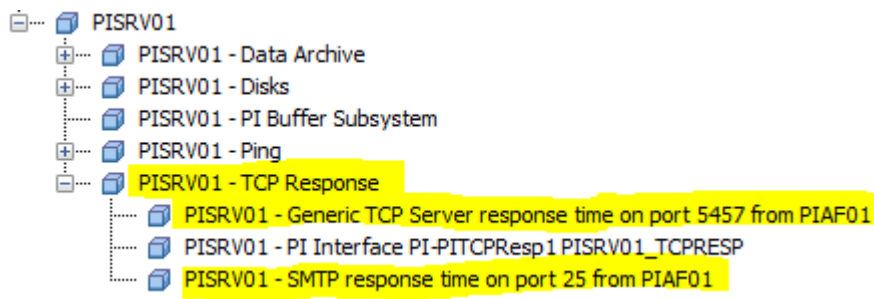 PISRV01
PISRV01 - Data Archive
PISRV01 - Disks
PISRV01 - PI Buffer Subsystem
PISRV01 - Ping
PISRV01 - TCP Response
PISRV01 - Generic TCP Server response time on port 5457 from PIAF01
PISRV01 - PI Interface PI-PITCPResp1 PISRV01_TCPRESP
PISRV01 - SMTP response time on port 25 from PIAF01